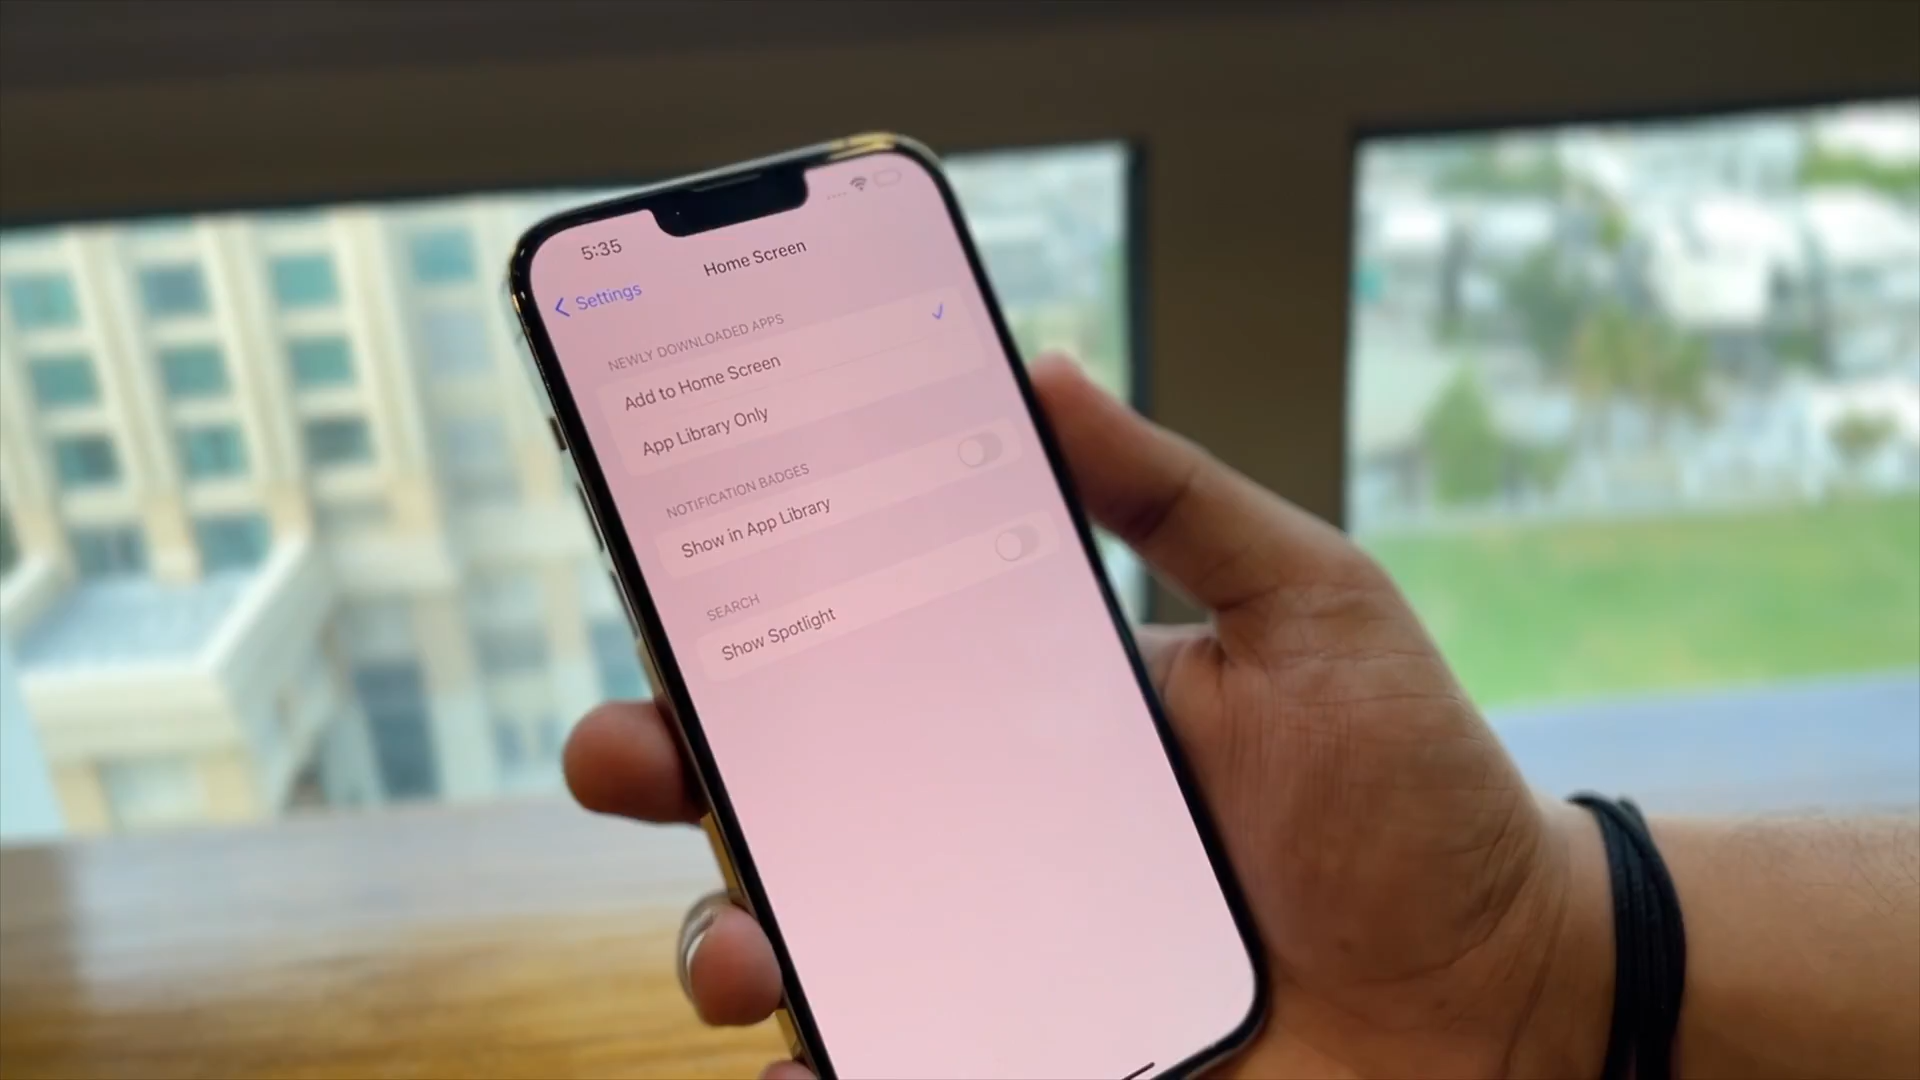 5:35
Settings
Home Screen
NEWLY DOWNLOADED APPS
Add to Home Screen
App Library Only
NOTIFICATION BADGES
Show in App Library
SEARCH
Show Spotlight